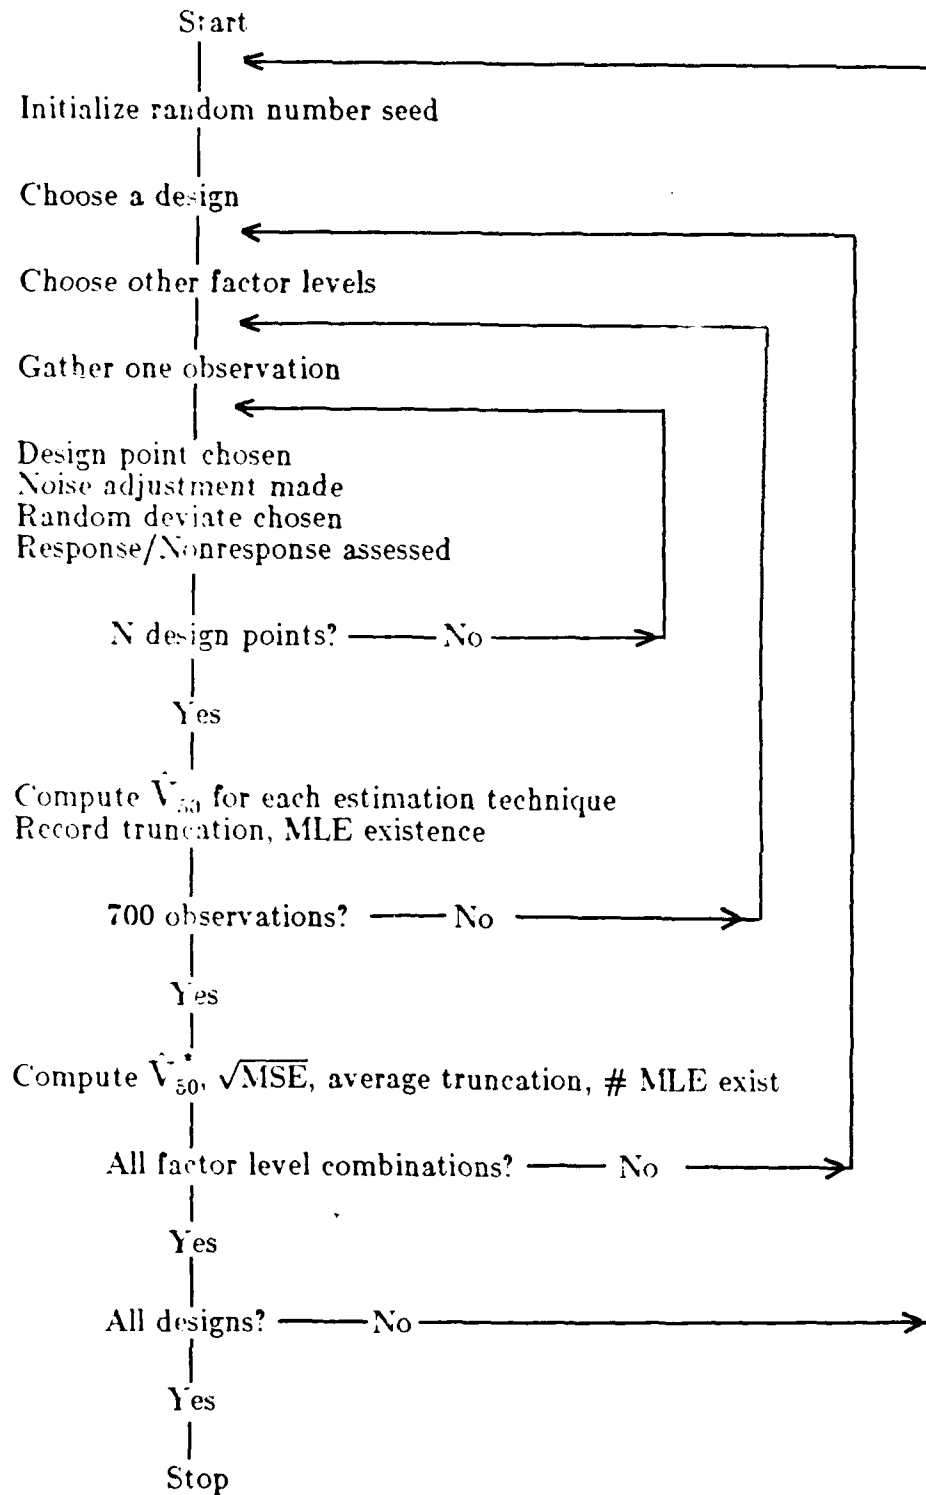 Start
Initialize random number seed
Choose a design
Choose other factor levels
Gather one observation
Design point chosen
Noise adjustment made
Random deviate chosen
Response/Nonresponse assessed
N design points? No
Yes
Compute V̂₅₀ for each estimation technique
Record truncation, MLE existence
700 observations? No
Yes
Compute V̂*₅₀, √MSE, average truncation, # MLE exist
All factor level combinations? No
Yes
All designs? No
Yes
Stop